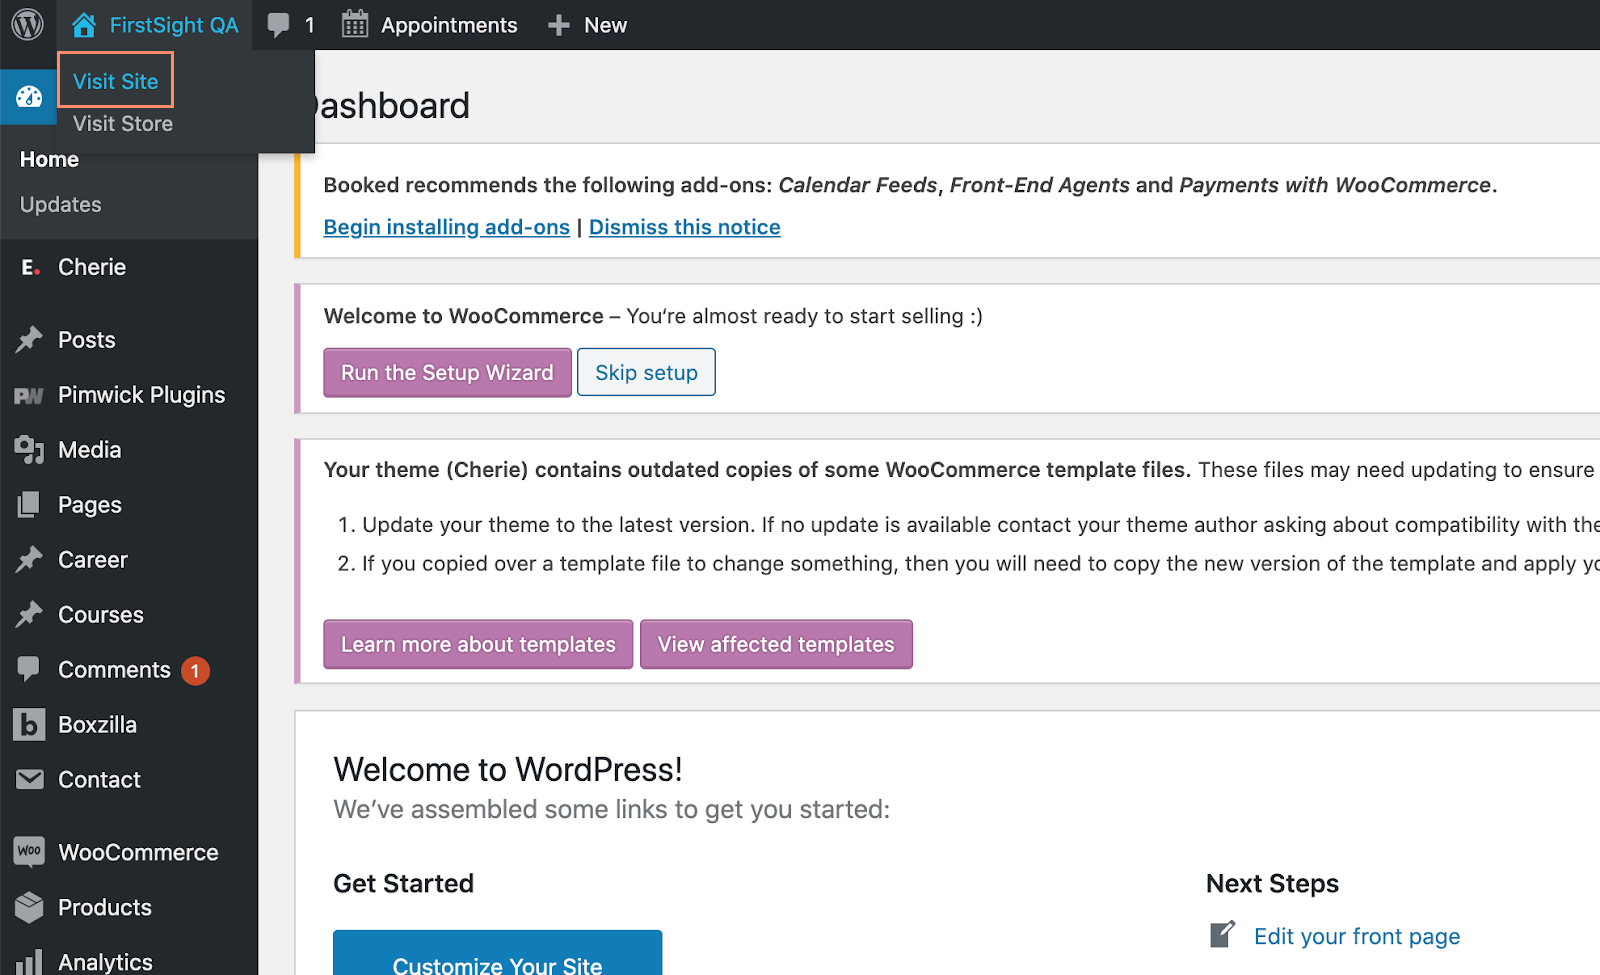 FirstSight QA 1 Appointments + New
Visit Site
Visit Store
Dashboard
Home
Updates
Cherie
Posts
Pimwick Plugins
Media
Pages
Career
Courses
Comments 1
Boxzilla
Contact
WooCommerce
Products
Analytics
Booked recommends the following add-ons: Calendar Feeds, Front-End Agents and Payments with WooCommerce.
Begin installing add-ons | Dismiss this notice
Welcome to WooCommerce – You‘re almost ready to start selling :)
Run the Setup Wizard Skip setup
Your theme (Cherie) contains outdated copies of some WooCommerce template files. These files may need updating to ensure
1. Update your theme to the latest version. If no update is available contact your theme author asking about compatibility with the
2. If you copied over a template file to change something, then you will need to copy the new version of the template and apply yo
Learn more about templates View affected templates
Welcome to WordPress!
We’ve assembled some links to get you started:
Get Started
Customize Your Site
Next Steps
Edit your front page